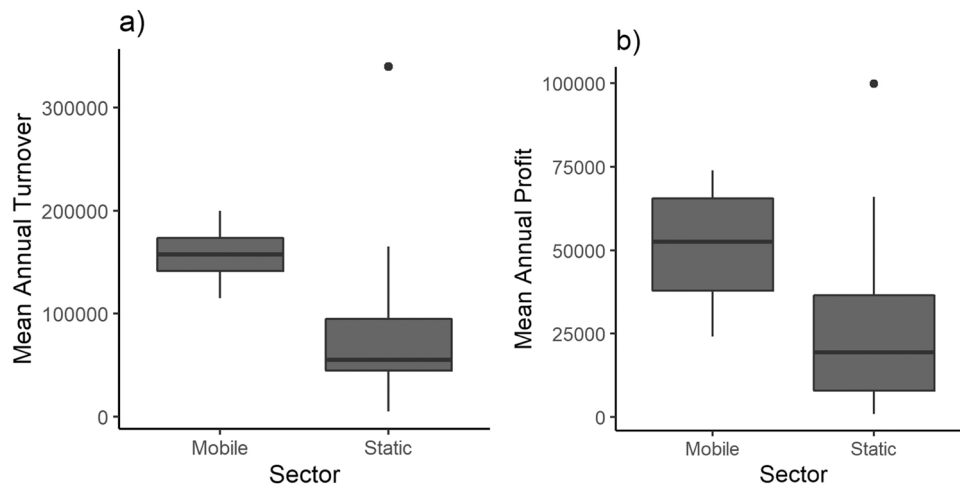 a)
Mean Annual Turnover
300000
200000
100000
0
Mobile
Static
Sector
b)
Mean Annual Profit
100000
75000
50000
25000
0
Mobile
Static
Sector